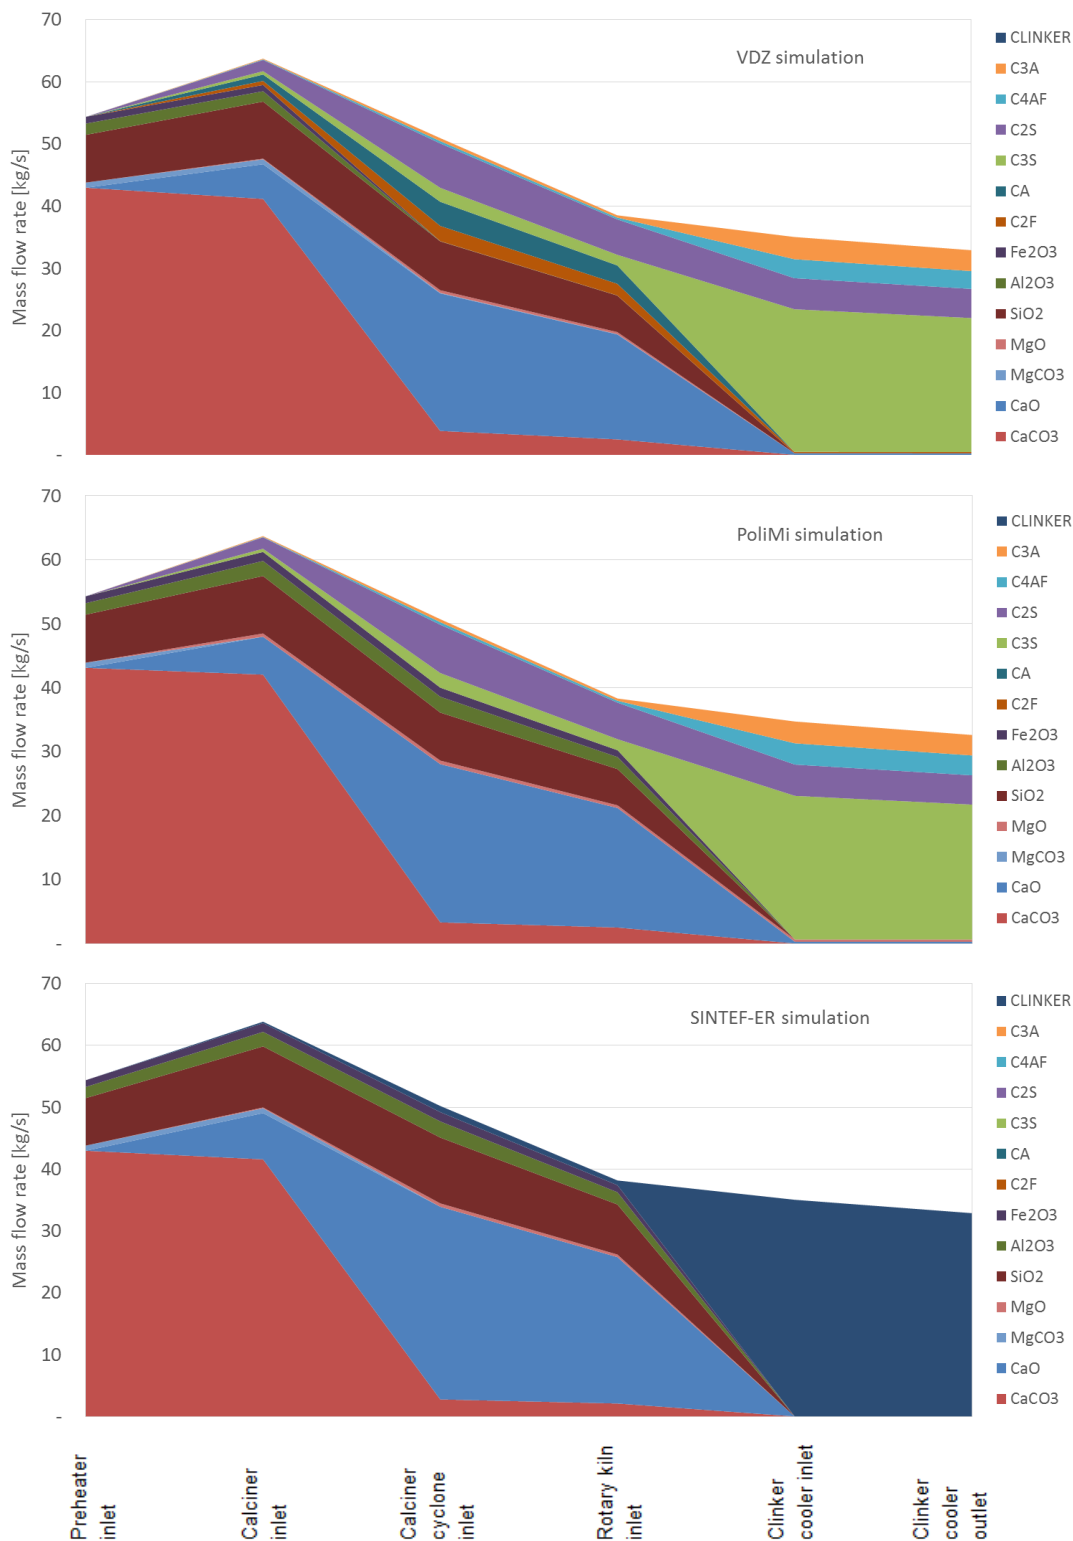 70
60
50
40
30
20
10
-
Mass flow rate [kg/s]
VDZ simulation
CLINKER
C3A
C4AF
C2S
C3S
CA
C2F
Fe2O3
Al2O3
SiO2
MgO
MgCO3
CaO
CaCO3
70
60
50
40
30
20
10
-
Mass flow rate [kg/s]
PoliMi simulation
CLINKER
C3A
C4AF
C2S
C3S
CA
C2F
Fe2O3
Al2O3
SiO2
MgO
MgCO3
CaO
CaCO3
70
60
50
40
30
20
10
-
Mass flow rate [kg/s]
SINTEF-ER simulation
CLINKER
C3A
C4AF
C2S
C3S
CA
C2F
Fe2O3
Al2O3
SiO2
MgO
MgCO3
CaO
CaCO3
Preheater
inlet
Calciner
inlet
Calciner
cyclone
inlet
Rotary kiln
inlet
Clinker
cooler inlet
Clinker
cooler
outlet